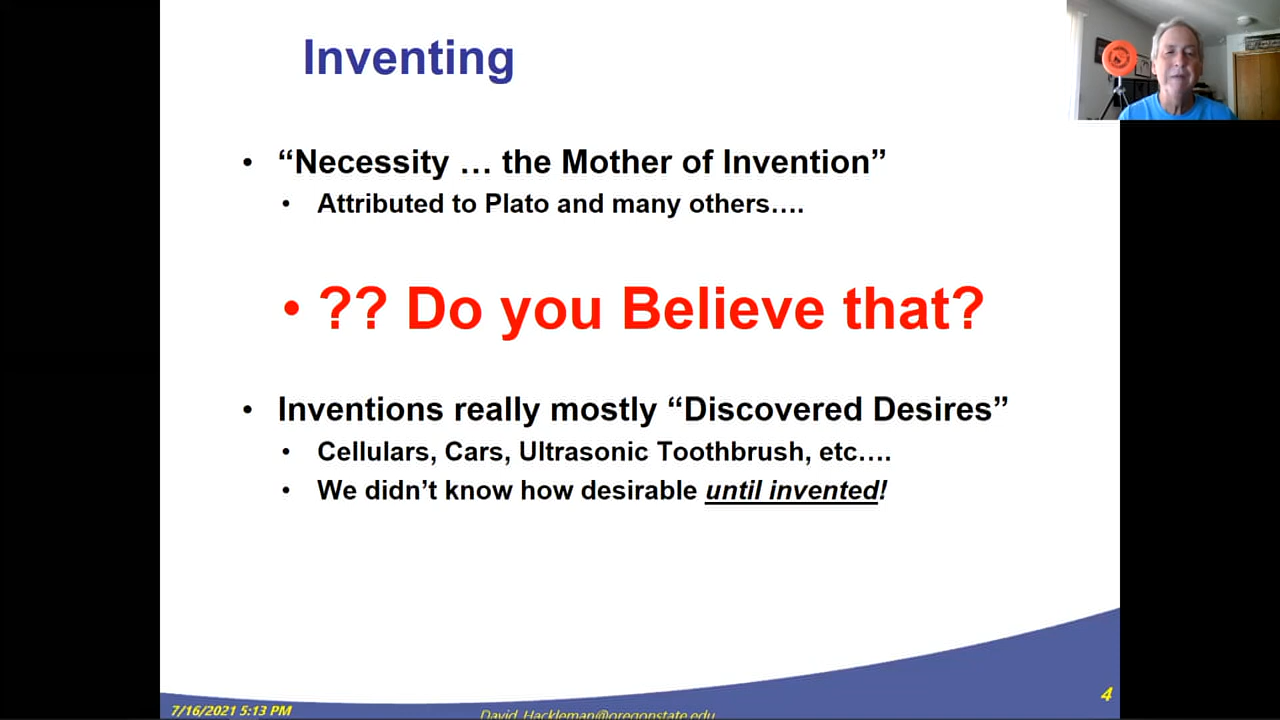 Inventing
• “Necessity … the Mother of Invention”
• Attributed to Plato and many others….
• ?? Do you Believe that?
• Inventions really mostly “Discovered Desires”
• Cellulars, Cars, Ultrasonic Toothbrush, etc….
• We didn’t know how desirable until invented!
4
7/16/2021 5:13 PM
David_Hackleman@oregonstate.edu